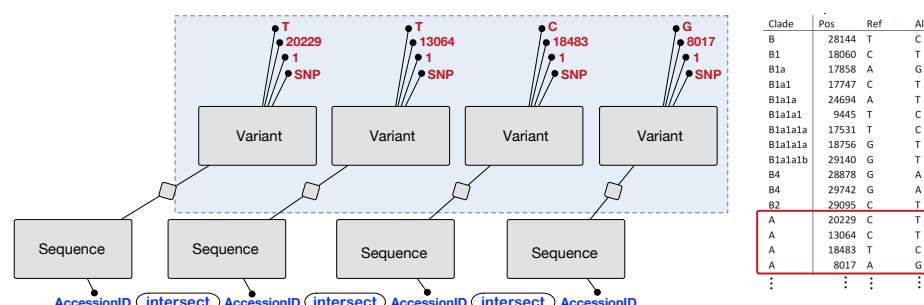 T T C G
20229 13064 18483 8017
1 1 1 1
SNP SNP SNP SNP
Variant Variant Variant Variant
Sequence Sequence Sequence Sequence
AccessionID intersect AccessionID intersect AccessionID intersect AccessionID
Clade Pos Ref
B 28144 T C
B1 18060 C T
B1a 17858 A G
B1a1 17747 C T
B1a1a 24694 A T
B1a1a1 9445 T C
B1a1a1a 17531 T C
B1a1a1a 18756 G T
B1a1a1b 29140 G T
B4 28878 G A
B4 29742 G A
B2 29095 C T
A 20229 C T
A 13064 C T
A 18483 T C
A 8017 A G